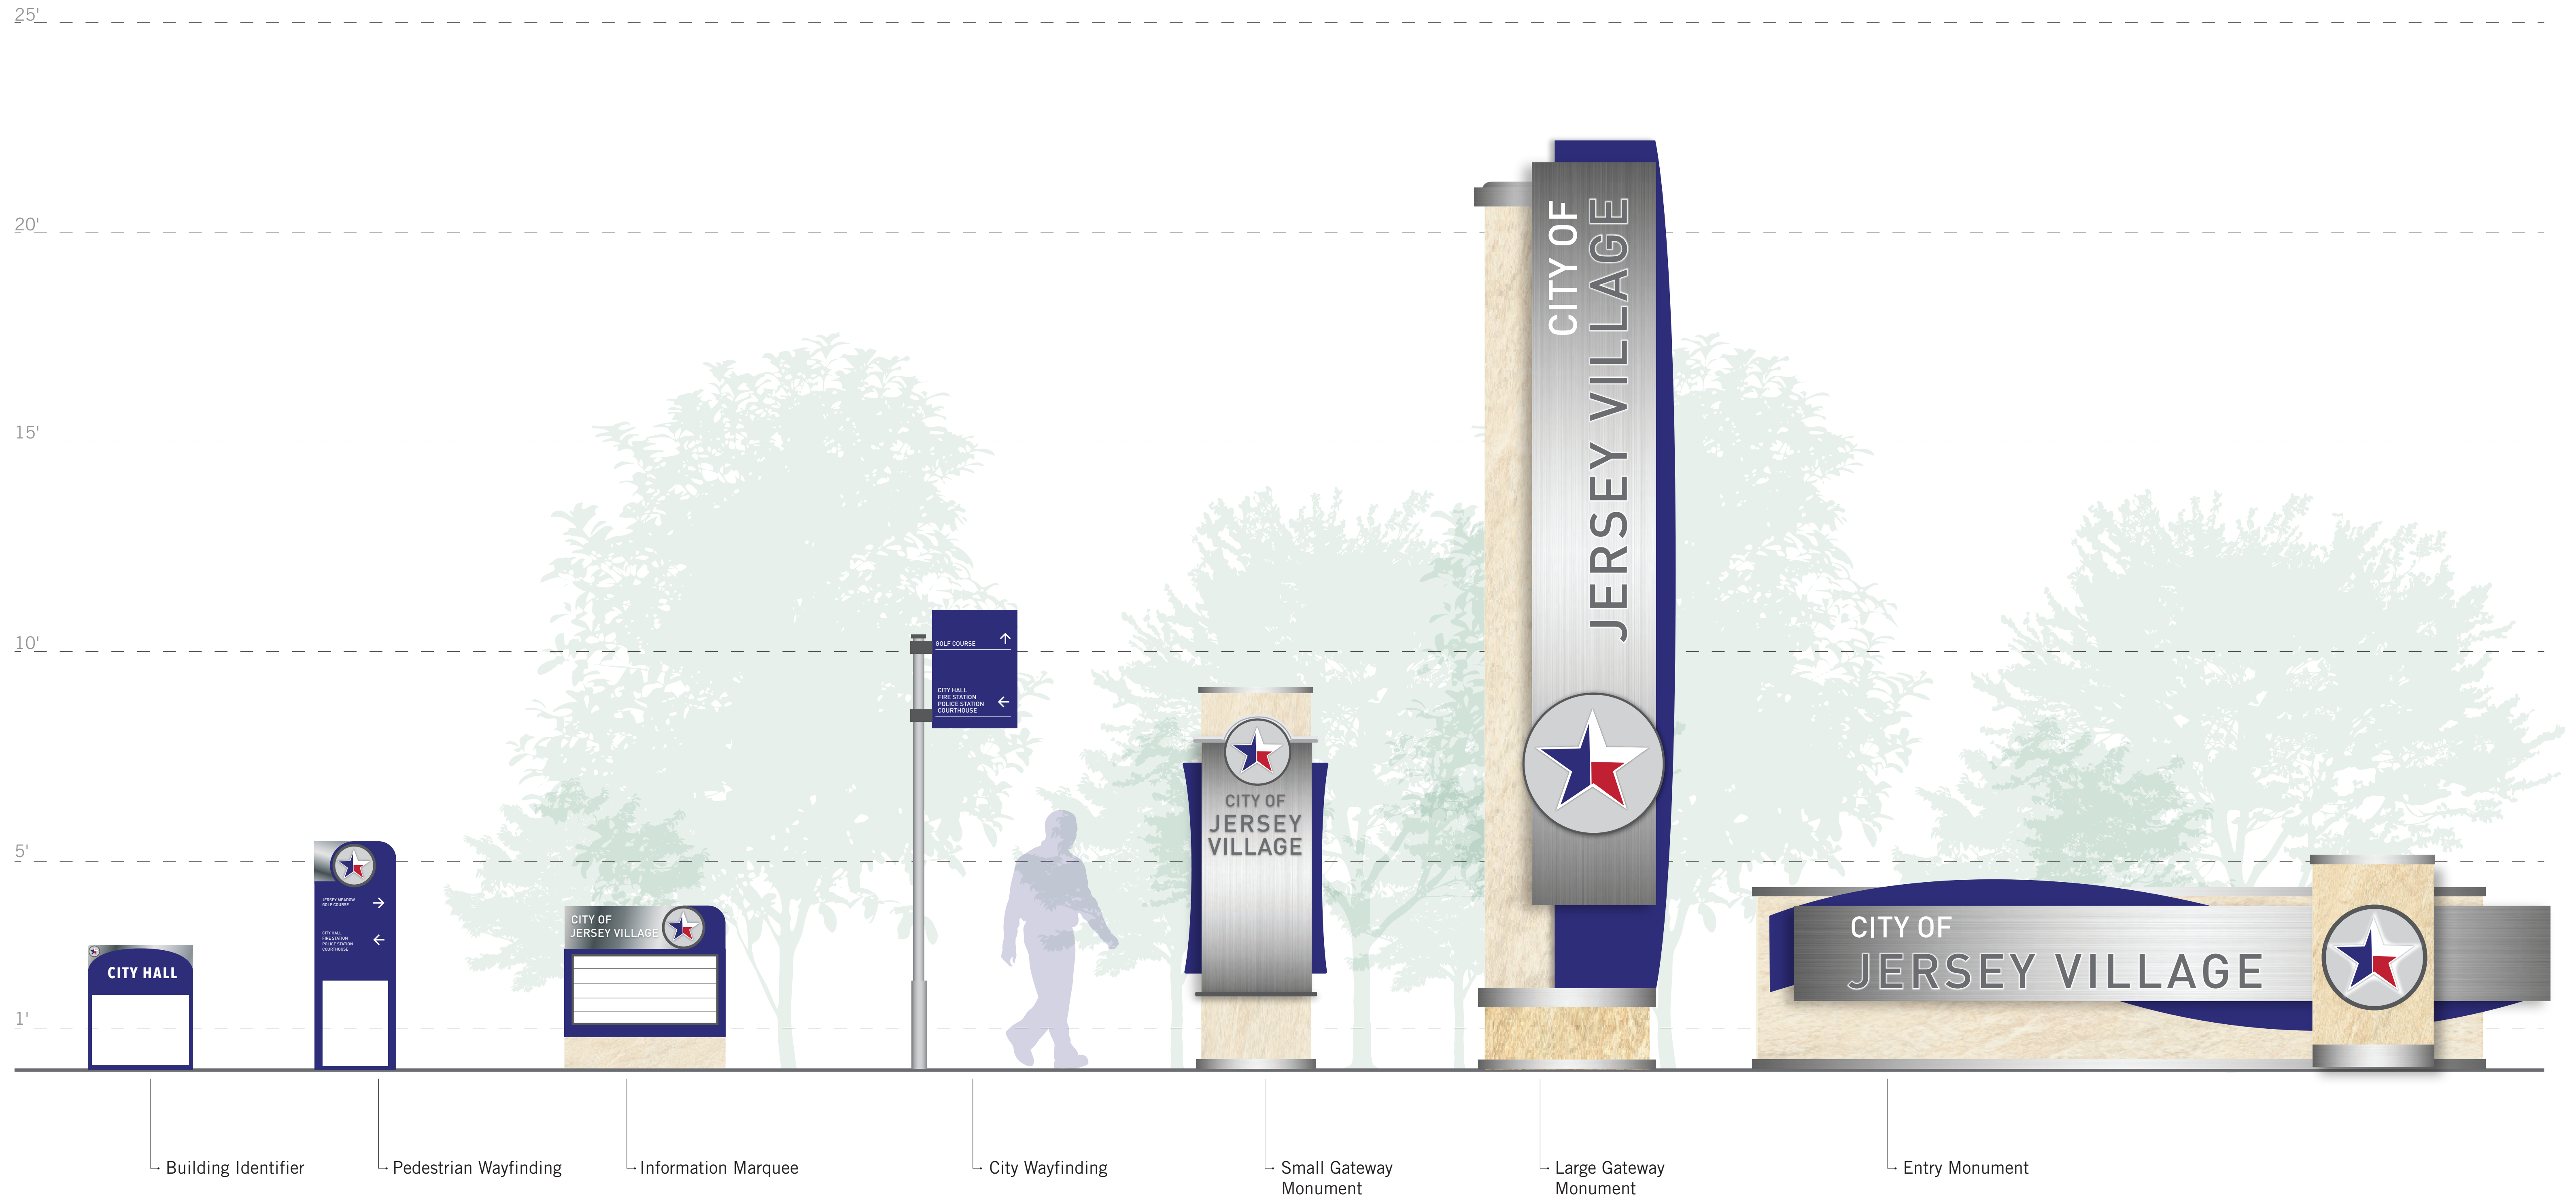 25'
20'
15'
10'
5'
1'
CITY HALL
JERSEY MEADOW
GOLF COURSE
CITY HALL
FIRE STATION
POLICE STATION
COURTHOUSE
CITY OF
JERSEY VILLAGE
GOLF COURSE
CITY HALL
FIRE STATION
POLICE STATION
COURTHOUSE
CITY OF
JERSEY
VILLAGE
CITY OF
JERSEY VILLAGE
CITY OF
JERSEY VILLAGE
Building Identifier
Pedestrian Wayfinding
Information Marquee
City Wayfinding
Small Gateway
Monument
Large Gateway
Monument
Entry Monument